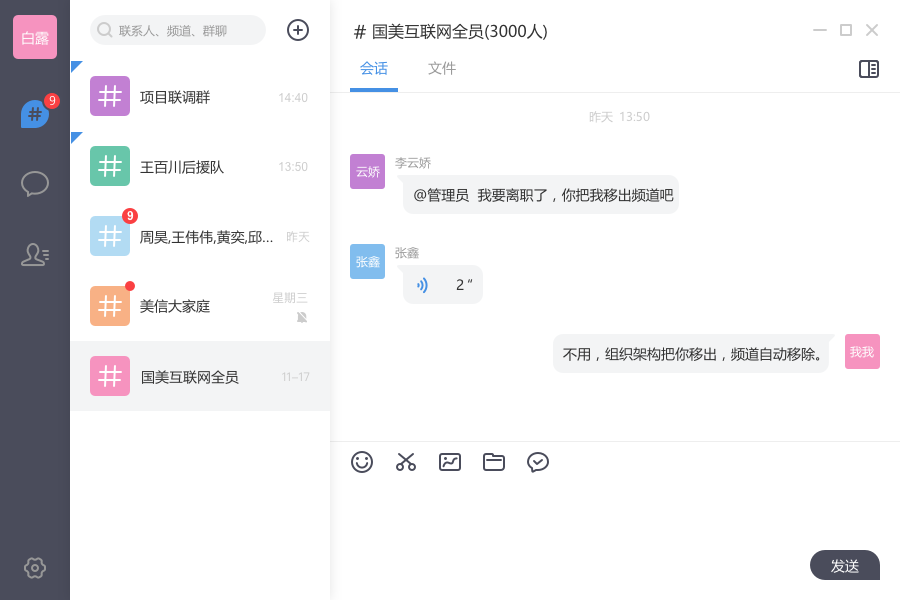 白露
9
联系人、频道、群聊
项目联调群
14:40
王百川后援队
13:50
9
周昊,王伟伟,黄奕,邱...
昨天
美信大家庭
星期三
国美互联网全员
11–17
# 国美互联网全员(3000人)
会话
文件
昨天 13:50
云娇
李云娇
@管理员 我要离职了，你把我移出频道吧
张鑫
张鑫
2 “
不用，组织架构把你移出，频道自动移除。
我我
发送